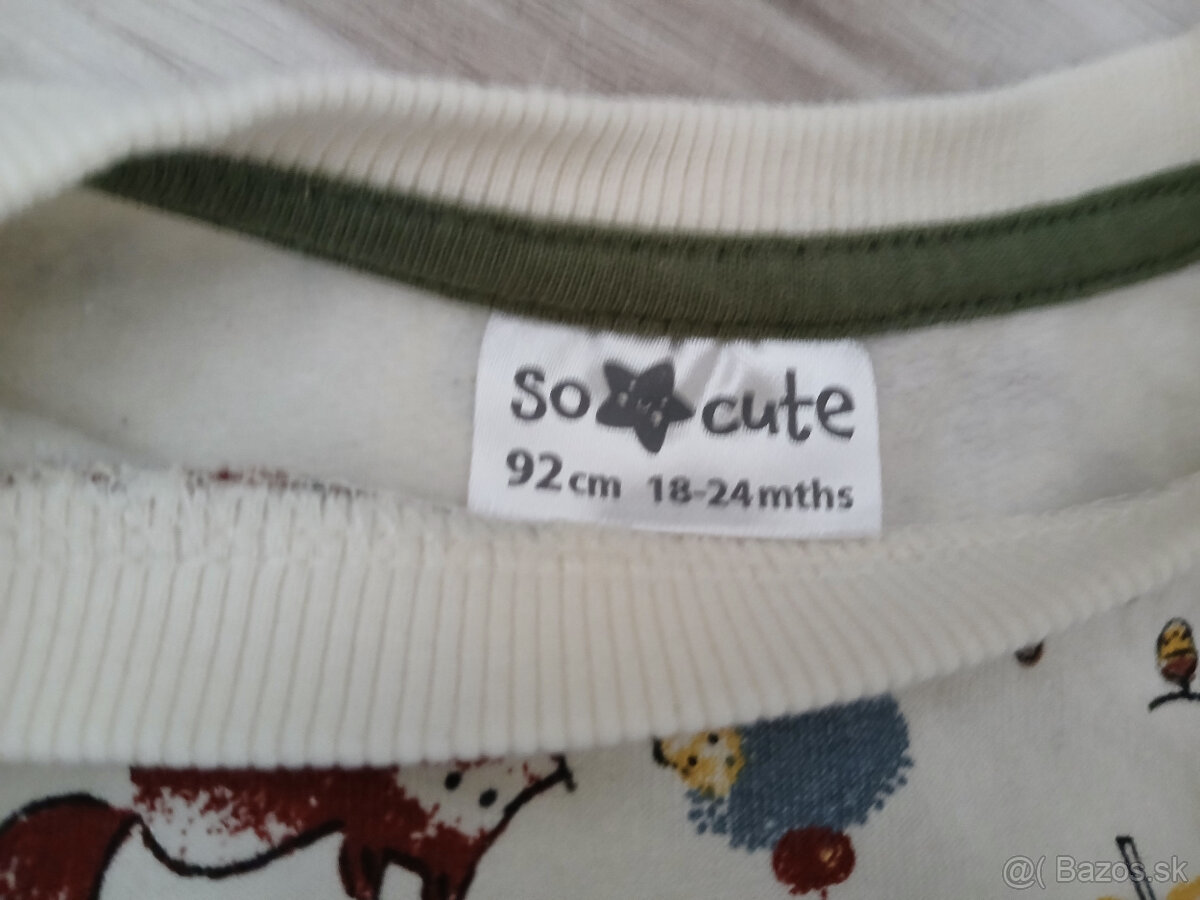 so cute
92cm 18-24mths
@( Bazos.sk